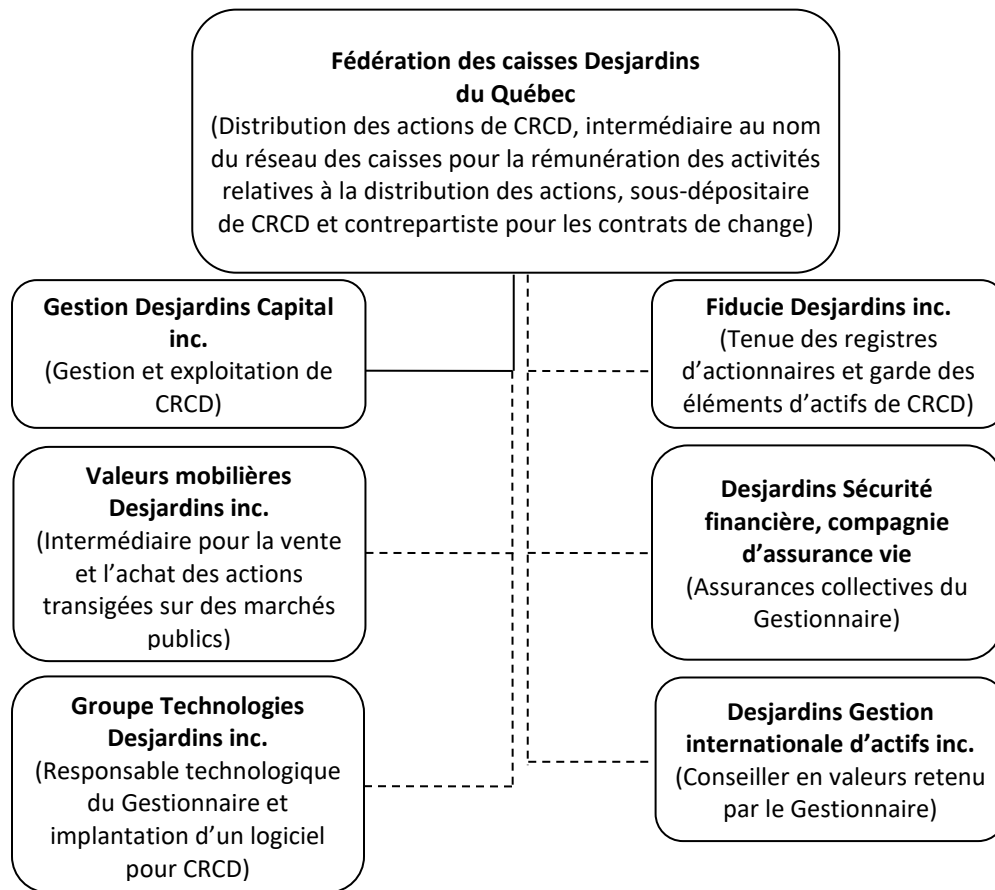 Fédération des caisses Desjardins
du Québec
(Distribution des actions de CRCD, intermédiaire au nom
du réseau des caisses pour la rémunération des activités
relatives à la distribution des actions, sous-dépositaire
de CRCD et contrepartiste pour les contrats de change)
Gestion Desjardins Capital
inc.
(Gestion et exploitation de
CRCD)
Fiducie Desjardins inc.
(Tenue des registres
d’actionnaires et garde des
éléments d’actifs de CRCD)
Valeurs mobilières
Desjardins inc.
(Intermédiaire pour la vente
et l’achat des actions
transigées sur des marchés
publics)
Desjardins Sécurité
financière, compagnie
d’assurance vie
(Assurances collectives du
Gestionnaire)
Groupe Technologies
Desjardins inc.
(Responsable technologique
du Gestionnaire et
implantation d’un logiciel
pour CRCD)
Desjardins Gestion
internationale d’actifs inc.
(Conseiller en valeurs retenu
par le Gestionnaire)